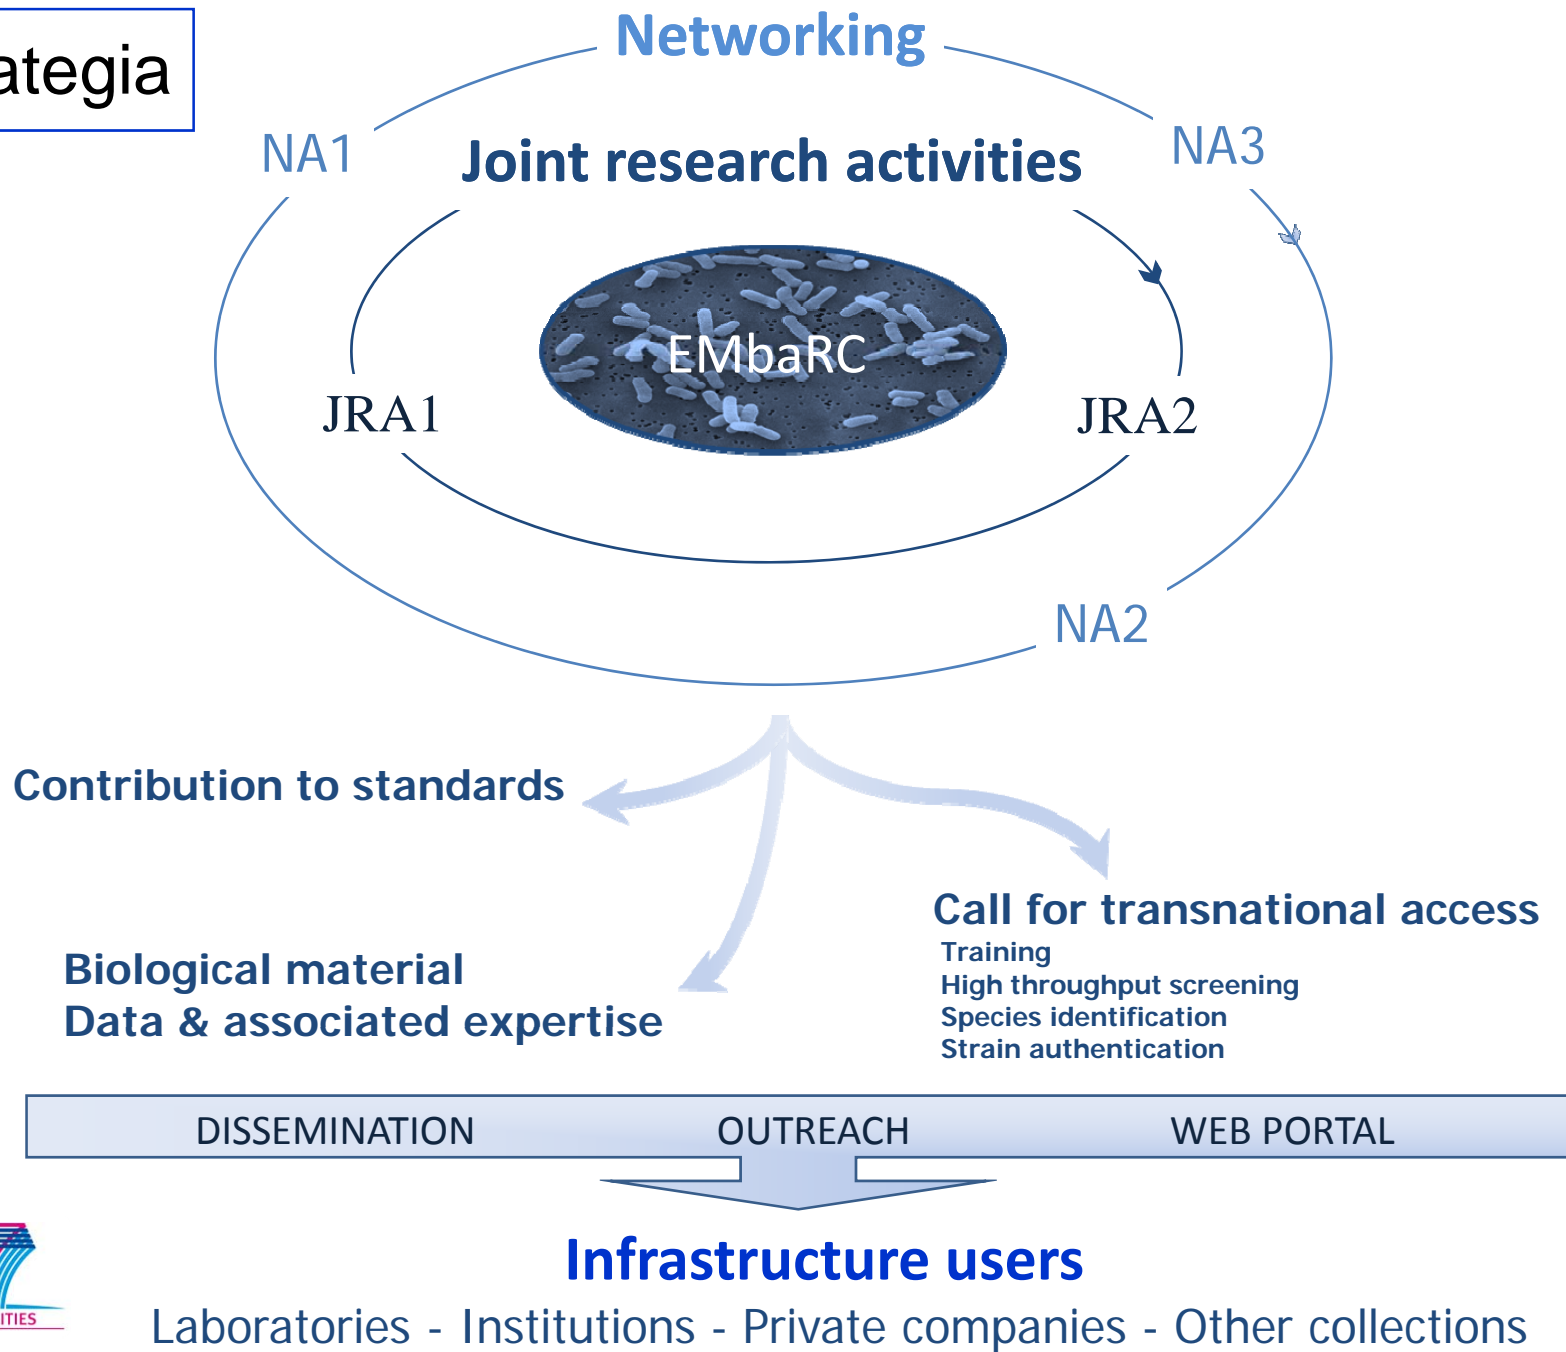 ategia
Networking
NA1
Joint research activities
NA3
EMbaRC
JRA1
JRA2
NA2
Contribution to standards
Call for transnational access
Training
High throughput screening
Species identification
Strain authentication
Biological material
Data & associated expertise
DISSEMINATION OUTREACH WEB PORTAL
Infrastructure users
ITIES
Laboratories - Institutions - Private companies - Other collections